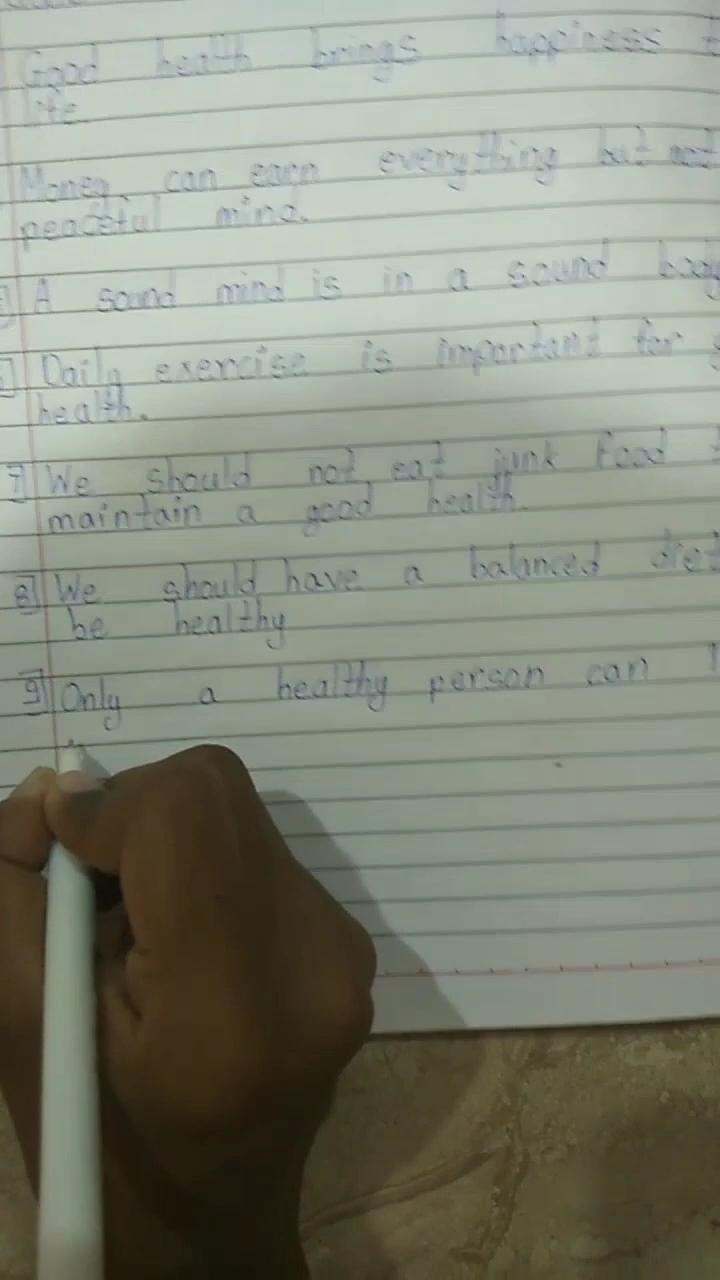 Good health brings happiness
life
Money can earn everything but not
peaceful mind.
A sound mind is in a sound body
Daily exercise is important for
health.
7) We should not eat junk food
maintain a good health.
8) We should have a balanced diet
be healthy
9) Only a healthy person can